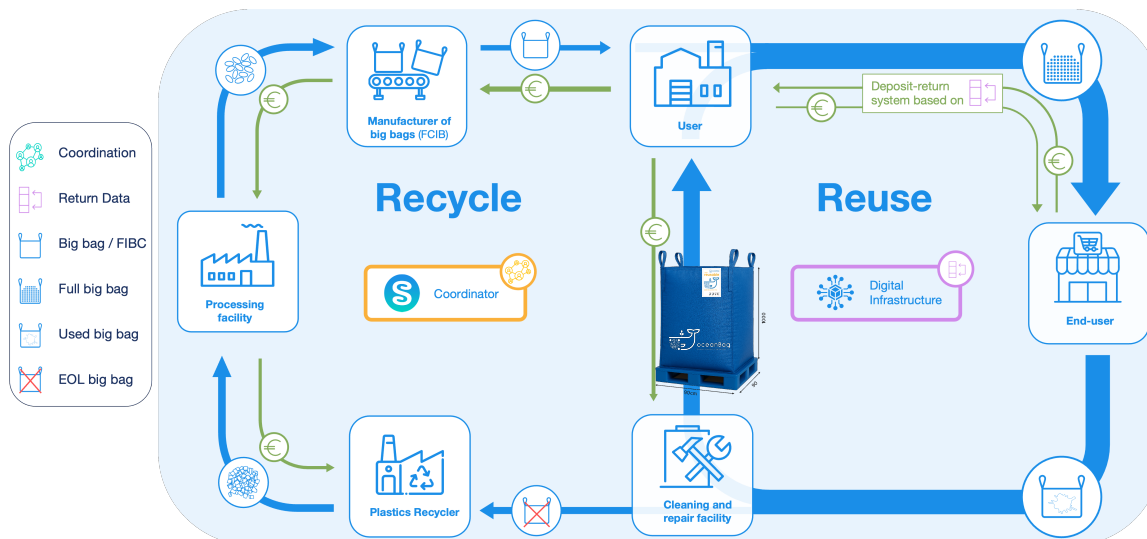 Coordination
Return Data
Big bag / FIBC
Full big bag
Used big bag
EOL big bag
Manufacturer of
big bags (FCIB)
User
Deposit-return
system based on
Recycle
Reuse
Processing
facility
S
Coordinator
Digital
Infrastructure
End-user
oceanbag
Plastics Recycler
Cleaning and
repair facility
€
€
€
€
€
€
€